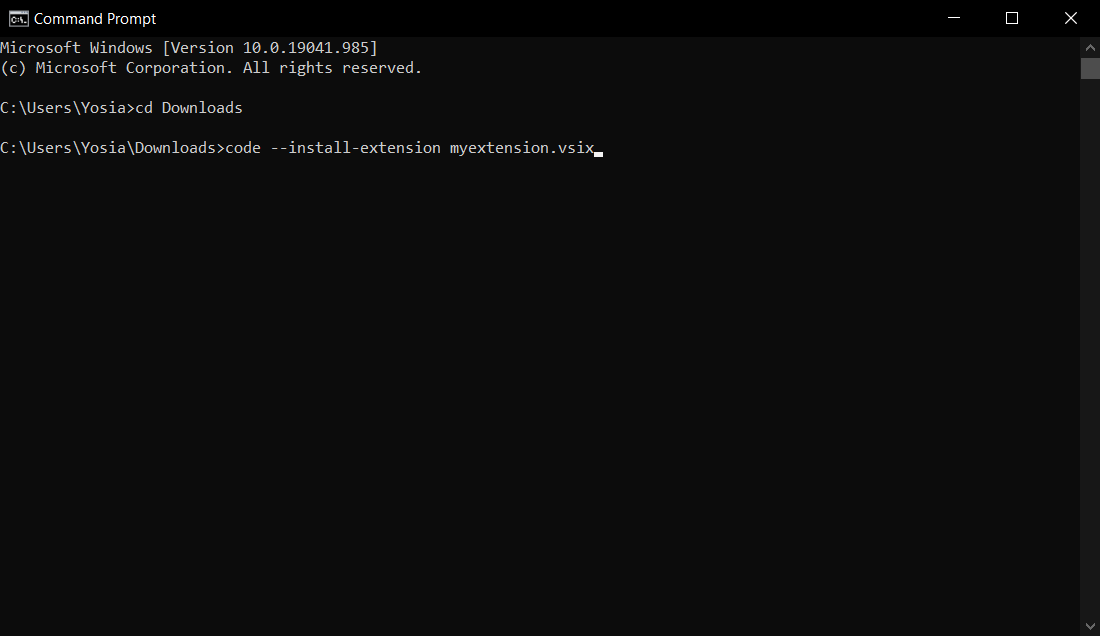 Command Prompt
Microsoft Windows [Version 10.0.19041.985]
(c) Microsoft Corporation. All rights reserved.
C:\Users\Yosia>cd Downloads
C:\Users\Yosia\Downloads>code --install-extension myextension.vsix